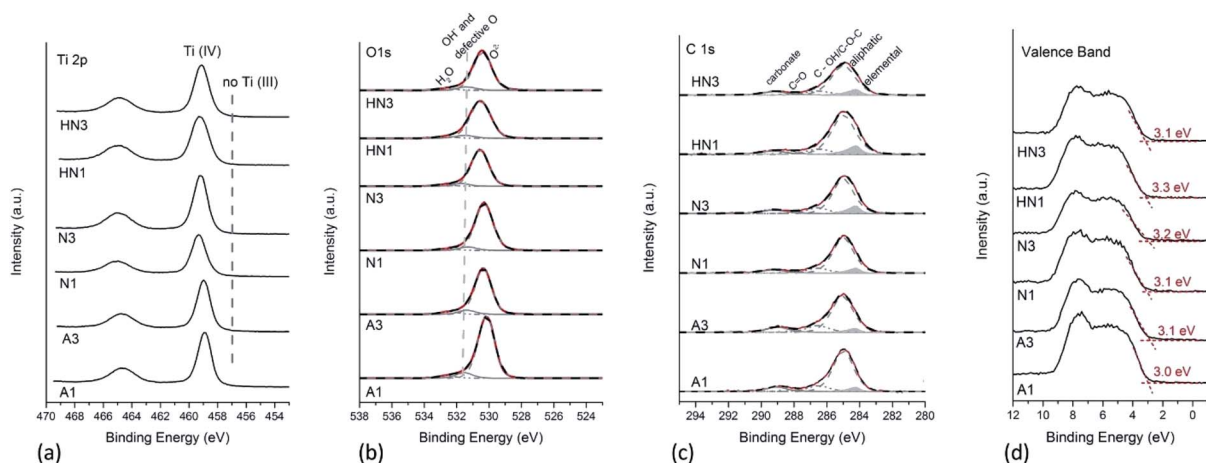 Ti 2p
Ti (IV)
no Ti (III)
HN3
HN1
N3
N1
A3
A1
Intensity (a.u.)
470 468 466 464 462 460 458 456 454
Binding Energy (eV)
(a)
O1s
H2O
OH- and
defective O
O-2
HN3
HN1
N3
N1
A3
A1
Intensity (a.u.)
538 536 534 532 530 528 526 524
Binding Energy (eV)
(b)
C 1s
carbonate
C=O
C - OH/C-O-C
aliphatic
elemental
HN3
HN1
N3
N1
A3
A1
Intensity (a.u.)
294 292 290 288 286 284 282 280
Binding Energy (eV)
(c)
Valence Band
3.1 eV
HN3
3.3 eV
HN1
3.2 eV
N3
3.1 eV
N1
3.1 eV
A3
3.0 eV
A1
Inensity (a.u.)
12 10 8 6 4 2 0
Binding Energy (eV)
(d)